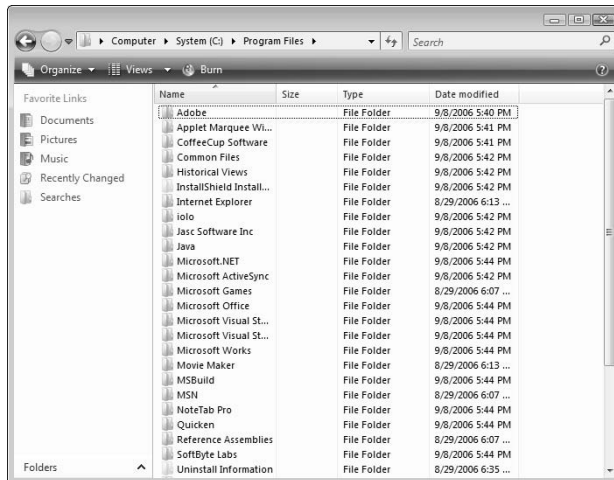 Computer ▸ System (C:) ▸ Program Files ▸ Search
Organize Views Burn
Favorite Links
Documents
Pictures
Music
Recently Changed
Searches
Folders
Name Size Type Date modified
Adobe File Folder 9/8/2006 5:40 PM
Applet Marquee Wi... File Folder 9/8/2006 5:41 PM
CoffeeCup Software File Folder 9/8/2006 5:41 PM
Common Files File Folder 9/8/2006 5:42 PM
Historical Views File Folder 9/8/2006 5:42 PM
InstallShield Install... File Folder 9/8/2006 5:42 PM
Internet Explorer File Folder 8/29/2006 6:13 ...
iolo File Folder 9/8/2006 5:42 PM
Jasc Software Inc File Folder 9/8/2006 5:42 PM
Java File Folder 9/8/2006 5:42 PM
Microsoft.NET File Folder 9/8/2006 5:44 PM
Microsoft ActiveSync File Folder 9/8/2006 5:42 PM
Microsoft Games File Folder 8/29/2006 6:07 ...
Microsoft Office File Folder 9/8/2006 5:44 PM
Microsoft Visual St... File Folder 9/8/2006 5:44 PM
Microsoft Visual St... File Folder 9/8/2006 5:44 PM
Microsoft Works File Folder 9/8/2006 5:44 PM
Movie Maker File Folder 8/29/2006 6:13 ...
MSBuild File Folder 9/8/2006 5:44 PM
MSN File Folder 8/29/2006 6:07 ...
NoteTab Pro File Folder 9/8/2006 5:44 PM
Quicken File Folder 9/8/2006 5:44 PM
Reference Assemblies File Folder 8/29/2006 6:07 ...
SoftByte Labs File Folder 9/8/2006 5:44 PM
Uninstall Information File Folder 8/29/2006 6:35 ...